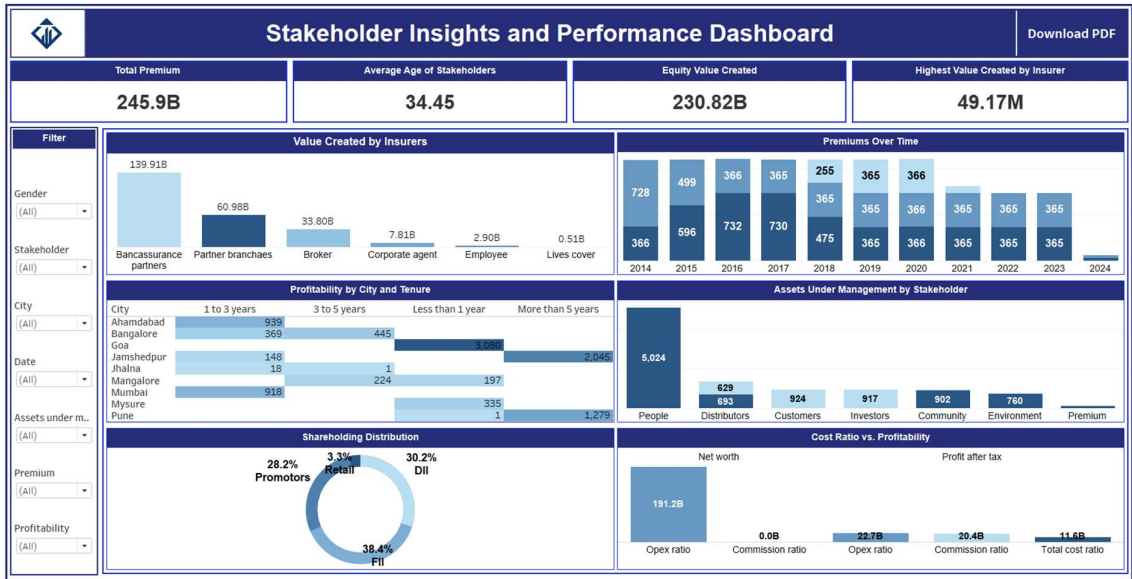 Stakeholder Insights and Performance Dashboard
Download PDF
Total Premium
245.9B
Average Age of Stakeholders
34.45
Equity Value Created
230.82B
Highest Value Created by Insurer
49.17M
Filter
Gender
(All)
Stakeholder
(All)
City
(All)
Date
(All)
Assets under m..
(All)
Premium
(All)
Profitability
(All)
Value Created by Insurers
139.91B
60.98B
33.80B
7.81B
2.90B
0.51B
Bancassurance partners
Partner branchaes
Broker
Corporate agent
Employee
Lives cover
Premiums Over Time
728 499 366 365 255 365 366
365 365 366 365 365 365
366 596 732 730 475 365 366 365 365 365
2014 2015 2016 2017 2018 2019 2020 2021 2022 2023 2024
Profitability by City and Tenure
City 1 to 3 years 3 to 5 years Less than 1 year More than 5 years
Ahamdabad 939
Bangalore 369 445
Goa 3,080
Jamshedpur 148 2,045
Jhalna 18 1
Mangalore 224 197
Mumbai 918
Mysure 335
Pune 1 1,279
Assets Under Management by Stakeholder
5,024
629
693
924
917
902
760
People Distributors Customers Investors Community Environment Premium
Shareholding Distribution
28.2%
Promotors
3.3%
Retail
30.2%
DII
38.4%
FII
Cost Ratio vs. Profitability
Net worth
Profit after tax
191.2B
0.0B
22.7B
20.4B
11.6B
Opex ratio Commission ratio Opex ratio Commission ratio Total cost ratio